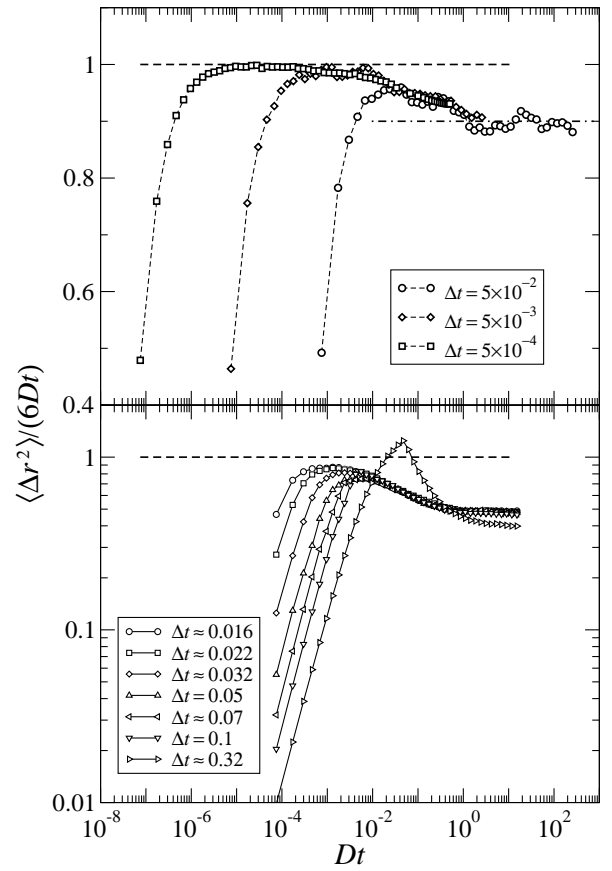 1
0.8
0.6
0.4
Δt = 5×10⁻²
Δt = 5×10⁻³
Δt = 5×10⁻⁴
⟨Δr²⟩/(6Dt)
1
0.1
0.01
Δt ≈ 0.016
Δt ≈ 0.022
Δt ≈ 0.032
Δt = 0.05
Δt ≈ 0.07
Δt = 0.1
Δt ≈ 0.32
10⁻⁸ 10⁻⁶ 10⁻⁴ 10⁻² 10⁰ 10²
Dt